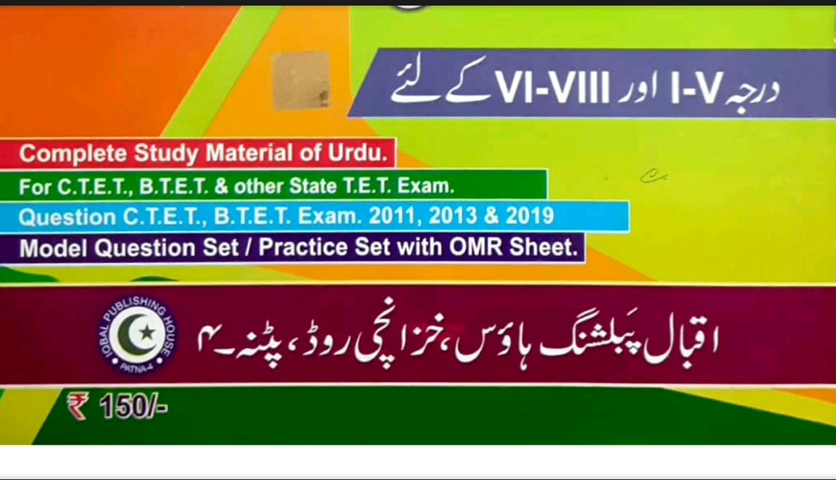 درجہ I-V اور VI-VIII کے لئے
Complete Study Material of Urdu.
For C.T.E.T., B.T.E.T. & other State T.E.T. Exam.
Question C.T.E.T., B.T.E.T. Exam. 2011, 2013 & 2019
Model Question Set / Practice Set with OMR Sheet.
اقبال پَبلشنگ ہاؤس، خزانچی روڈ، پٹنہ۔۴
IQBAL PUBLISHING HOUSE
PATNA-4
₹ 150/-